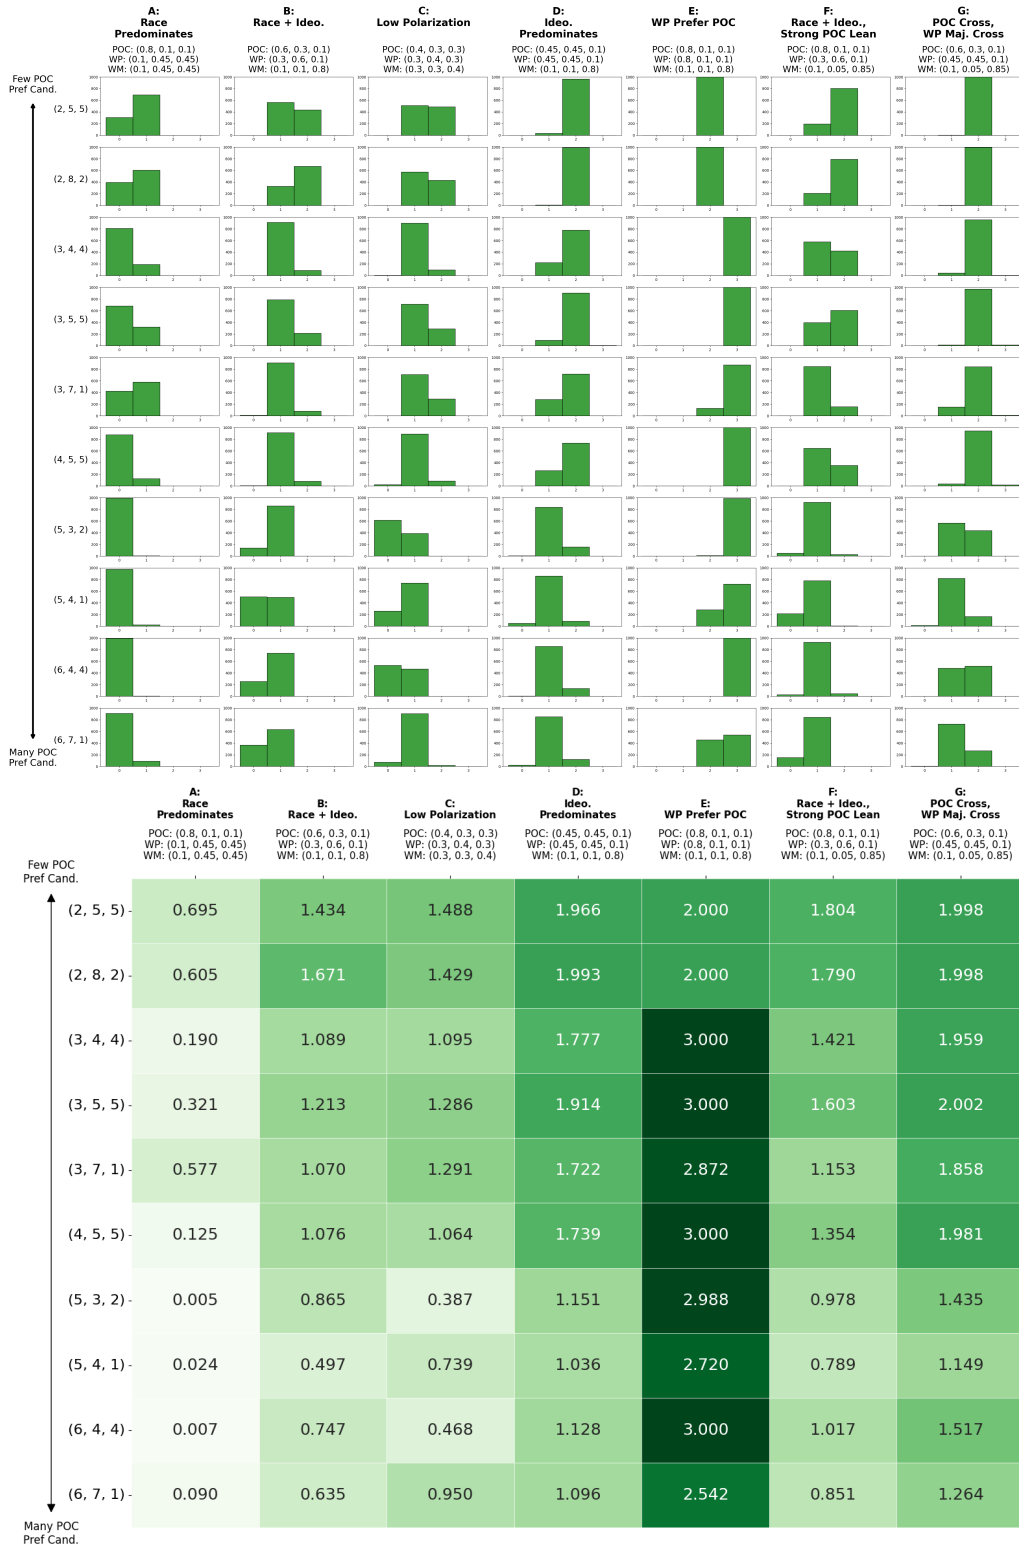 A: B: C: D: E: F: G:
Race Race + Ideo. Low Polarization Ideo. WP Prefer POC Race + Ideo., POC Cross,
Predominates Predominates Strong POC Lean WP Maj. Cross
POC: (0.8, 0.1, 0.1) POC: (0.6, 0.3, 0.1) POC: (0.4, 0.3, 0.3) POC: (0.45, 0.45, 0.1) POC: (0.8, 0.1, 0.1) POC: (0.8, 0.1, 0.1) POC: (0.6, 0.3, 0.1)
WP: (0.1, 0.45, 0.45) WP: (0.3, 0.6, 0.1) WP: (0.3, 0.4, 0.3) WP: (0.45, 0.45, 0.1) WP: (0.8, 0.1, 0.1) WP: (0.3, 0.6, 0.1) WP: (0.45, 0.45, 0.1)
WM: (0.1, 0.45, 0.45) WM: (0.1, 0.1, 0.8) WM: (0.3, 0.3, 0.4) WM: (0.1, 0.1, 0.8) WM: (0.1, 0.1, 0.8) WM: (0.1, 0.05, 0.85) WM: (0.1, 0.05, 0.85)
Few POC
Pref Cand.
(2, 5, 5)
(2, 8, 2)
(3, 4, 4)
(3, 5, 5)
(3, 7, 1)
(4, 5, 5)
(5, 3, 2)
(5, 4, 1)
(6, 4, 4)
(6, 7, 1)
Many POC
Pref Cand.
A: B: C: D: E: F: G:
Race Race + Ideo. Low Polarization Ideo. WP Prefer POC Race + Ideo., POC Cross,
Predominates Predominates Strong POC Lean WP Maj. Cross
POC: (0.8, 0.1, 0.1) POC: (0.6, 0.3, 0.1) POC: (0.4, 0.3, 0.3) POC: (0.45, 0.45, 0.1) POC: (0.8, 0.1, 0.1) POC: (0.8, 0.1, 0.1) POC: (0.6, 0.3, 0.1)
WP: (0.1, 0.45, 0.45) WP: (0.3, 0.6, 0.1) WP: (0.3, 0.4, 0.3) WP: (0.45, 0.45, 0.1) WP: (0.8, 0.1, 0.1) WP: (0.3, 0.6, 0.1) WP: (0.45, 0.45, 0.1)
WM: (0.1, 0.45, 0.45) WM: (0.1, 0.1, 0.8) WM: (0.3, 0.3, 0.4) WM: (0.1, 0.1, 0.8) WM: (0.1, 0.1, 0.8) WM: (0.1, 0.05, 0.85) WM: (0.1, 0.05, 0.85)
Few POC
Pref Cand.
(2, 5, 5) 0.695 1.434 1.488 1.966 2.000 1.804 1.998
(2, 8, 2) 0.605 1.671 1.429 1.993 2.000 1.790 1.998
(3, 4, 4) 0.190 1.089 1.095 1.777 3.000 1.421 1.959
(3, 5, 5) 0.321 1.213 1.286 1.914 3.000 1.603 2.002
(3, 7, 1) 0.577 1.070 1.291 1.722 2.872 1.153 1.858
(4, 5, 5) 0.125 1.076 1.064 1.739 3.000 1.354 1.981
(5, 3, 2) 0.005 0.865 0.387 1.151 2.988 0.978 1.435
(5, 4, 1) 0.024 0.497 0.739 1.036 2.720 0.789 1.149
(6, 4, 4) 0.007 0.747 0.468 1.128 3.000 1.017 1.517
(6, 7, 1) 0.090 0.635 0.950 1.096 2.542 0.851 1.264
Many POC
Pref Cand.